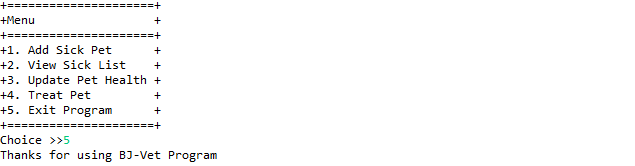 +=====================+
+Menu                 +
+=====================+
+1. Add Sick Pet      +
+2. View Sick List    +
+3. Update Pet Health +
+4. Treat Pet         +
+5. Exit Program      +
+=====================+
Choice >>5
Thanks for using BJ-Vet Program